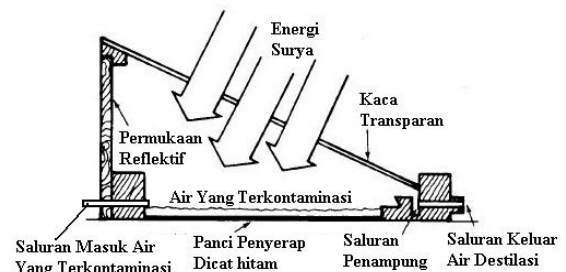 Energi
Surya
Kaca
Transparan
Permukaan
Reflektif
Air Yang Terkontaminasi
Saluran Masuk Air
Yang Terkontaminasi
Panci Penyerap
Dicat hitam
Saluran
Penampung
Saluran Keluar
Air Destilasi